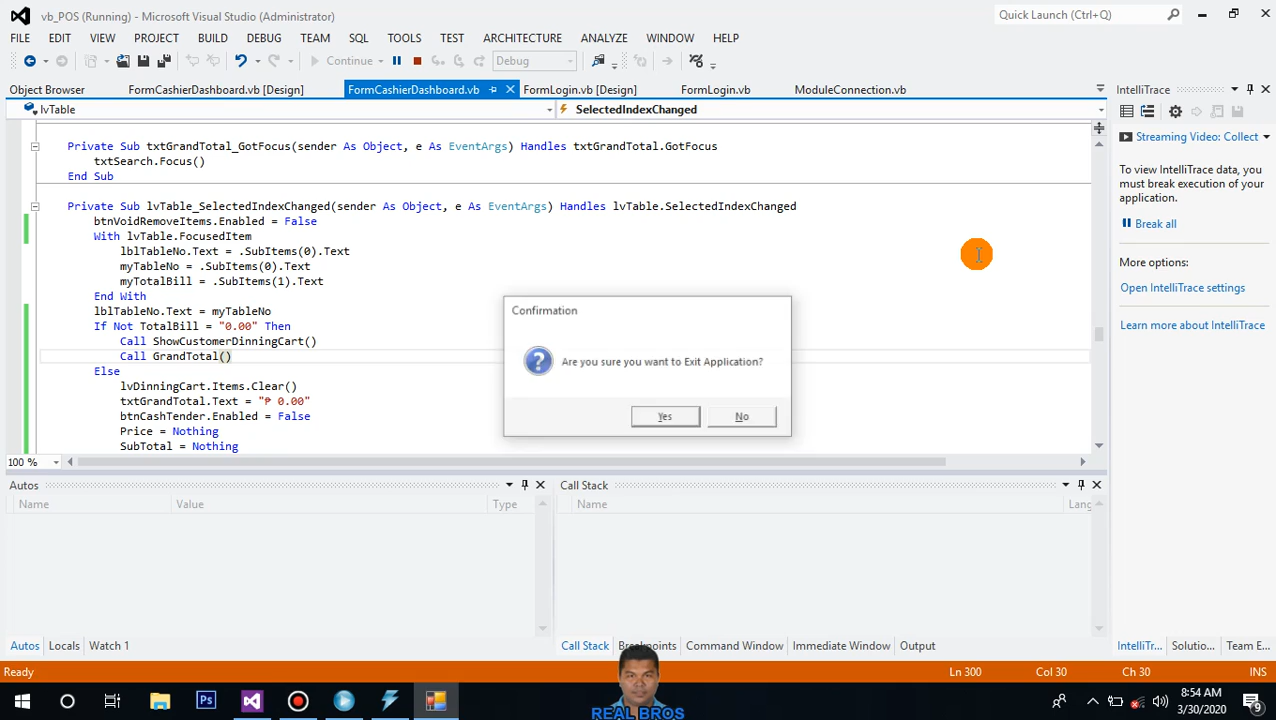 vb_POS (Running) - Microsoft Visual Studio (Administrator)
Quick Launch (Ctrl+Q)
FILE EDIT VIEW PROJECT BUILD DEBUG TEAM SQL TOOLS TEST ARCHITECTURE ANALYZE WINDOW HELP
Continue Debug
Object Browser FormCashierDashboard.vb [Design] FormCashierDashboard.vb FormLogin.vb [Design] FormLogin.vb ModuleConnection.vb
lvTable SelectedIndexChanged
Private Sub txtGrandTotal_GotFocus(sender As Object, e As EventArgs) Handles txtGrandTotal.GotFocus
txtSearch.Focus()
End Sub
Private Sub lvTable_SelectedIndexChanged(sender As Object, e As EventArgs) Handles lvTable.SelectedIndexChanged
btnVoidRemoveItems.Enabled = False
With lvTable.FocusedItem
lblTableNo.Text = .SubItems(0).Text
myTableNo = .SubItems(0).Text
myTotalBill = .SubItems(1).Text
End With
lblTableNo.Text = myTableNo
If Not TotalBill = "0.00" Then
Call ShowCustomerDinningCart()
Call GrandTotal()
Else
lvDinningCart.Items.Clear()
txtGrandTotal.Text = "₱ 0.00"
btnCashTender.Enabled = False
Price = Nothing
SubTotal = Nothing
100 %
Confirmation
Are you sure you want to Exit Application?
Yes No
IntelliTrace
Streaming Video: Collect
To view IntelliTrace data, you must break execution of your application.
Break all
More options:
Open IntelliTrace settings
Learn more about IntelliTrace
Autos
Name Value Type
Call Stack
Name Lang
Autos Locals Watch 1
Call Stack Breakpoints Command Window Immediate Window Output
IntelliTr... Solutio... Team E...
Ready Ln 300 Col 30 Ch 30 INS
Ps
REAL BROS
8:54 AM
3/30/2020
9